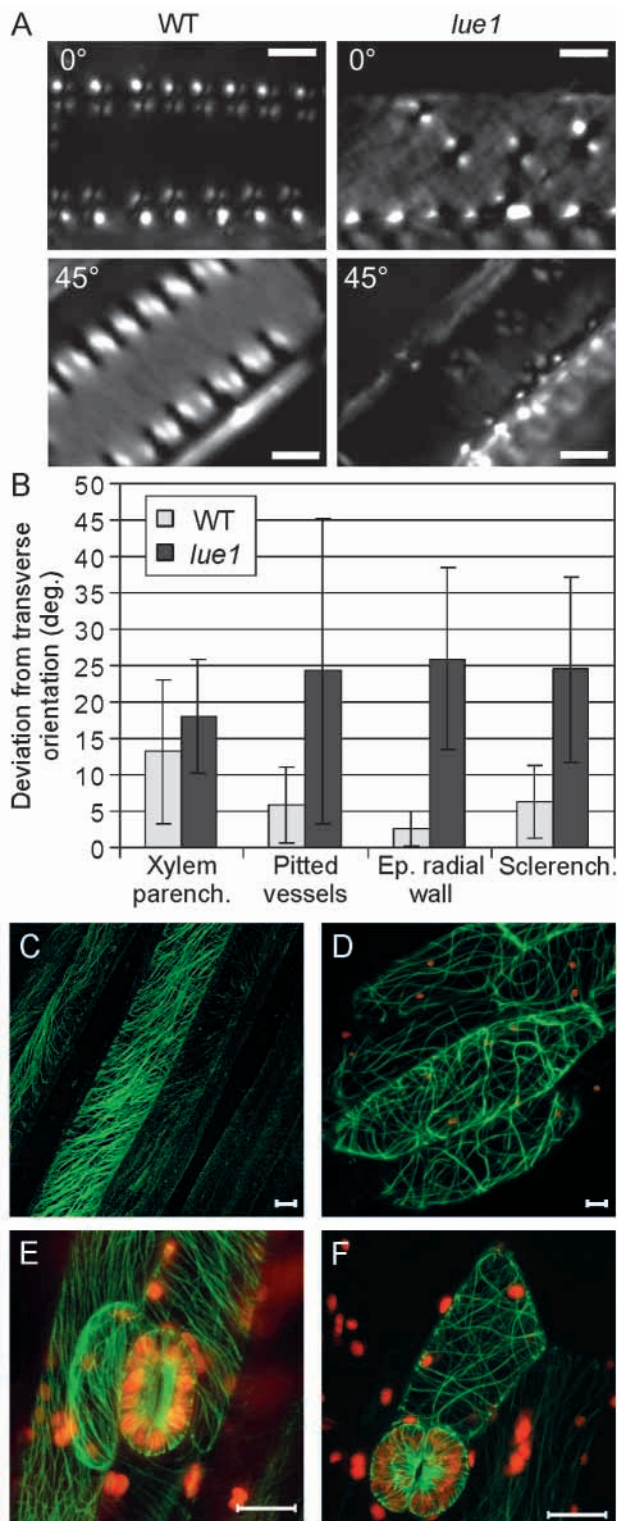 A WT lue1
0° 0°
45° 45°
B
50
45
40
35
30
25
20
15
10
5
0
Deviation from transverse
orientation (deg.)
WT
lue1
Xylem parench.
Pitted vessels
Ep. radial wall
Sclerench.
C D
E F